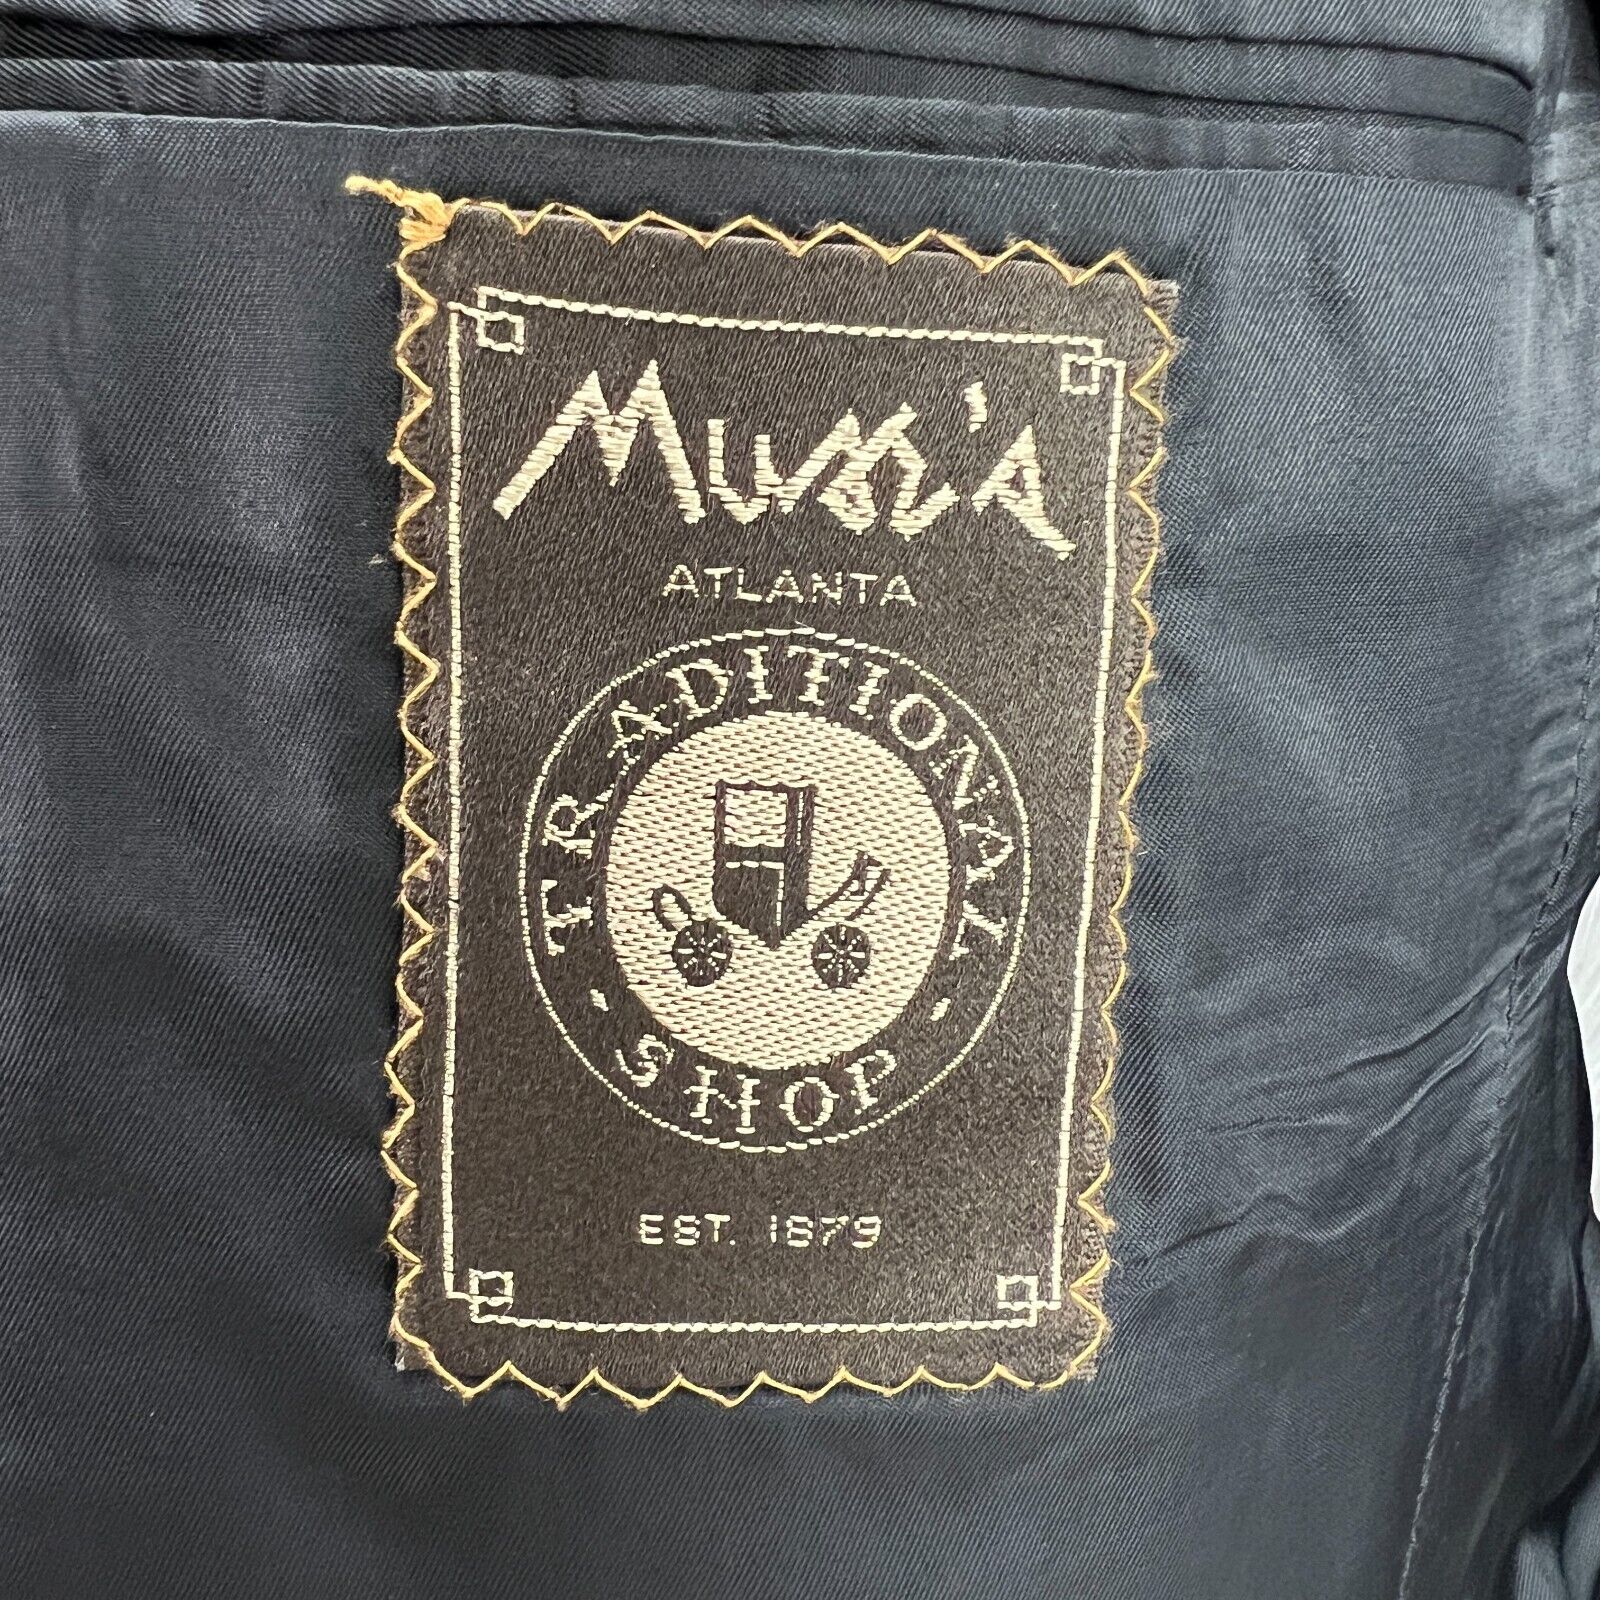 Muse's
ATLANTA
TRADITIONAL
· SHOP ·
EST. 1879